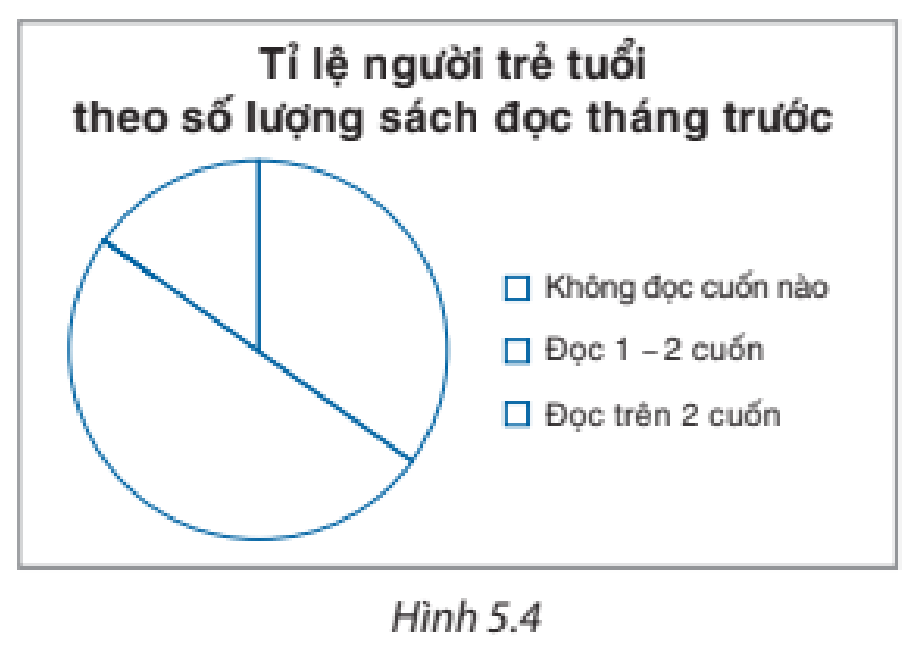 Tỉ lệ người trẻ tuổi
theo số lượng sách đọc tháng trước
Không đọc cuốn nào
Đọc 1 – 2 cuốn
Đọc trên 2 cuốn
Hình 5.4